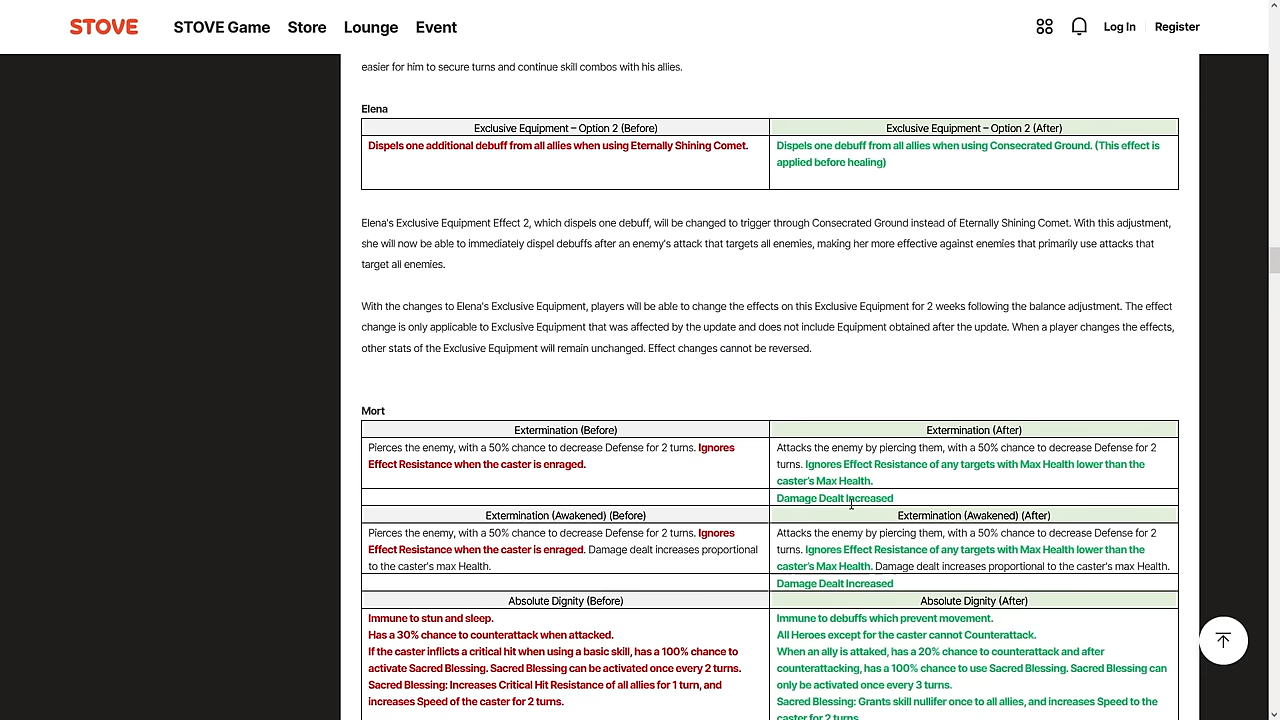 STOVE STOVE Game Store Lounge Event Log In Register
easier for him to secure turns and continue skill combos with his allies.
Elena
Exclusive Equipment – Option 2 (Before) Exclusive Equipment – Option 2 (After)
Dispels one additional debuff from all allies when using Eternally Shining Comet.
Dispels one debuff from all allies when using Consecrated Ground. (This effect is
applied before healing)
Elena's Exclusive Equipment Effect 2, which dispels one debuff, will be changed to trigger through Consecrated Ground instead of Eternally Shining Comet. With this adjustment,
she will now be able to immediately dispel debuffs after an enemy's attack that targets all enemies, making her more effective against enemies that primarily use attacks that
target all enemies.
With the changes to Elena's Exclusive Equipment, players will be able to change the effects on this Exclusive Equipment for 2 weeks following the balance adjustment. The effect
change is only applicable to Exclusive Equipment that was affected by the update and does not include Equipment obtained after the update. When a player changes the effects,
other stats of the Exclusive Equipment will remain unchanged. Effect changes cannot be reversed.
Mort
Extermination (Before) Extermination (After)
Pierces the enemy, with a 50% chance to decrease Defense for 2 turns. Ignores
Effect Resistance when the caster is enraged.
Attacks the enemy by piercing them, with a 50% chance to decrease Defense for 2
turns. Ignores Effect Resistance of any targets with Max Health lower than the
caster's Max Health.
Damage Dealt Increased
Extermination (Awakened) (Before) Extermination (Awakened) (After)
Pierces the enemy, with a 50% chance to decrease Defense for 2 turns. Ignores
Effect Resistance when the caster is enraged. Damage dealt increases proportional
to the caster's max Health.
Attacks the enemy by piercing them, with a 50% chance to decrease Defense for 2
turns. Ignores Effect Resistance of any targets with Max Health lower than the
caster's Max Health. Damage dealt increases proportional to the caster's max Health.
Damage Dealt Increased
Absolute Dignity (Before) Absolute Dignity (After)
Immune to stun and sleep.
Has a 30% chance to counterattack when attacked.
If the caster inflicts a critical hit when using a basic skill, has a 100% chance to
activate Sacred Blessing. Sacred Blessing can be activated once every 2 turns.
Sacred Blessing: Increases Critical Hit Resistance of all allies for 1 turn, and
increases Speed of the caster for 2 turns.
Immune to debuffs which prevent movement.
All Heroes except for the caster cannot Counterattack.
When an ally is attaked, has a 20% chance to counterattack and after
counterattacking, has a 100% chance to use Sacred Blessing. Sacred Blessing can
only be activated once every 3 turns.
Sacred Blessing: Grants skill nullifer once to all allies, and increases Speed to the
caster for 2 turns.